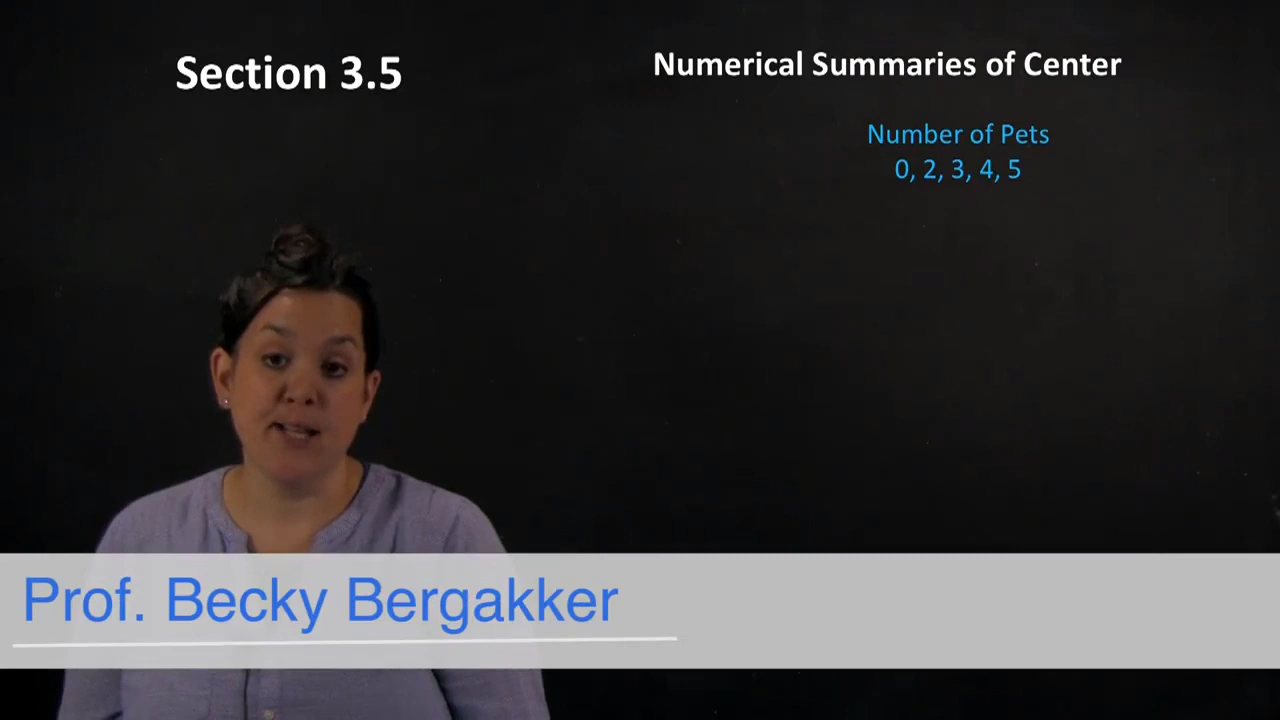 Section 3.5
Numerical Summaries of Center
Number of Pets
0, 2, 3, 4, 5
Prof. Becky Bergakker